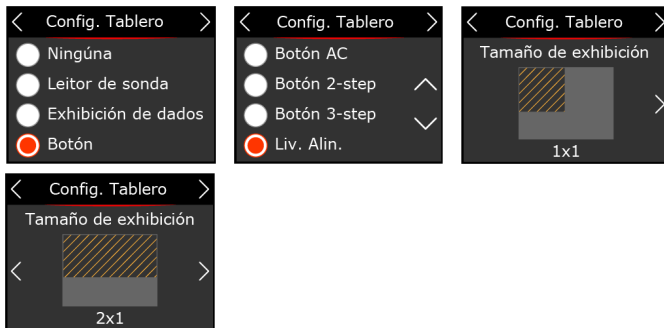 Config. Tablero
Ningúna
Leitor de sonda
Exhibición de dados
Botón
Config. Tablero
Botón AC
Botón 2-step
Botón 3-step
Liv. Alin.
Config. Tablero
Tamaño de exhibición
1x1
Config. Tablero
Tamaño de exhibición
2x1